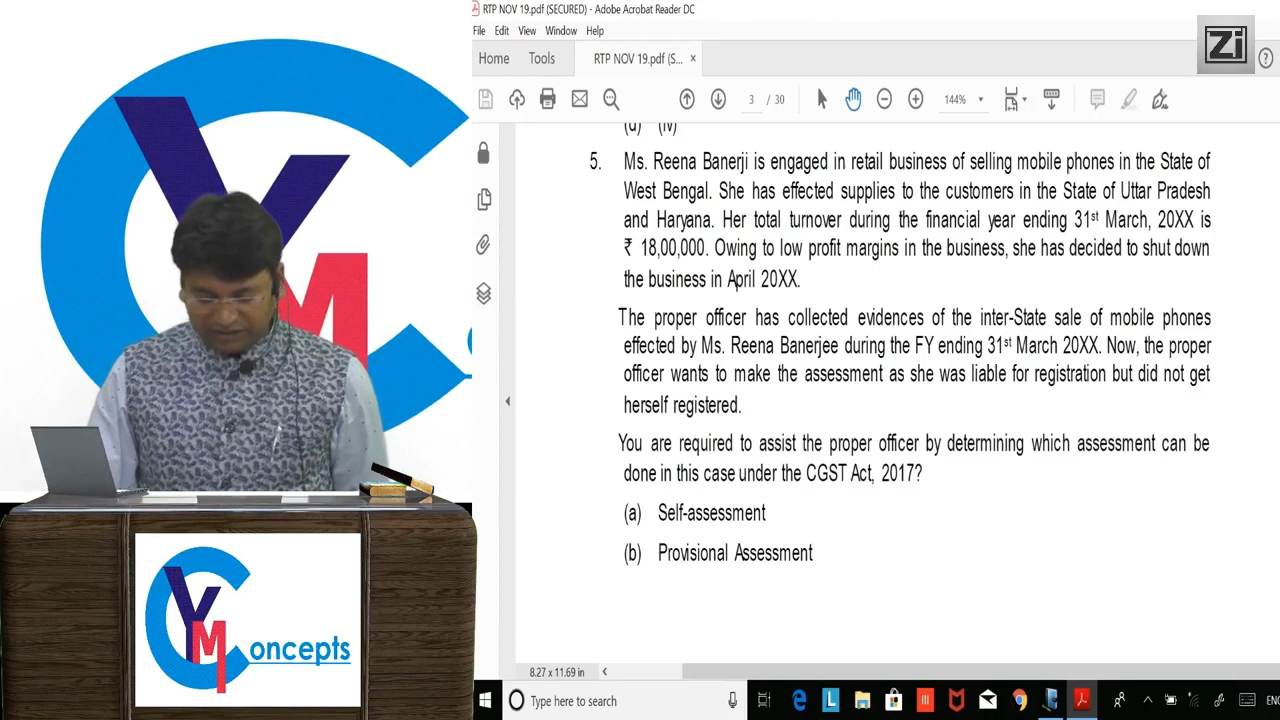 RTP NOV 19.pdf (SECURED) - Adobe Acrobat Reader DC
File Edit View Window Help
Home Tools RTP NOV 19.pdf (S... ×
3 / 30 144%
(d) (iv)
5. Ms. Reena Banerji is engaged in retail business of selling mobile phones in the State of
West Bengal. She has effected supplies to the customers in the State of Uttar Pradesh
and Haryana. Her total turnover during the financial year ending 31st March, 20XX is
₹ 18,00,000. Owing to low profit margins in the business, she has decided to shut down
the business in April 20XX.
The proper officer has collected evidences of the inter-State sale of mobile phones
effected by Ms. Reena Banerjee during the FY ending 31st March 20XX. Now, the proper
officer wants to make the assessment as she was liable for registration but did not get
herself registered.
You are required to assist the proper officer by determining which assessment can be
done in this case under the CGST Act, 2017?
(a) Self-assessment
(b) Provisional Assessment
8.27 x 11.69 in
Type here to search
ENG
Zi
YM
C
YM
Concepts